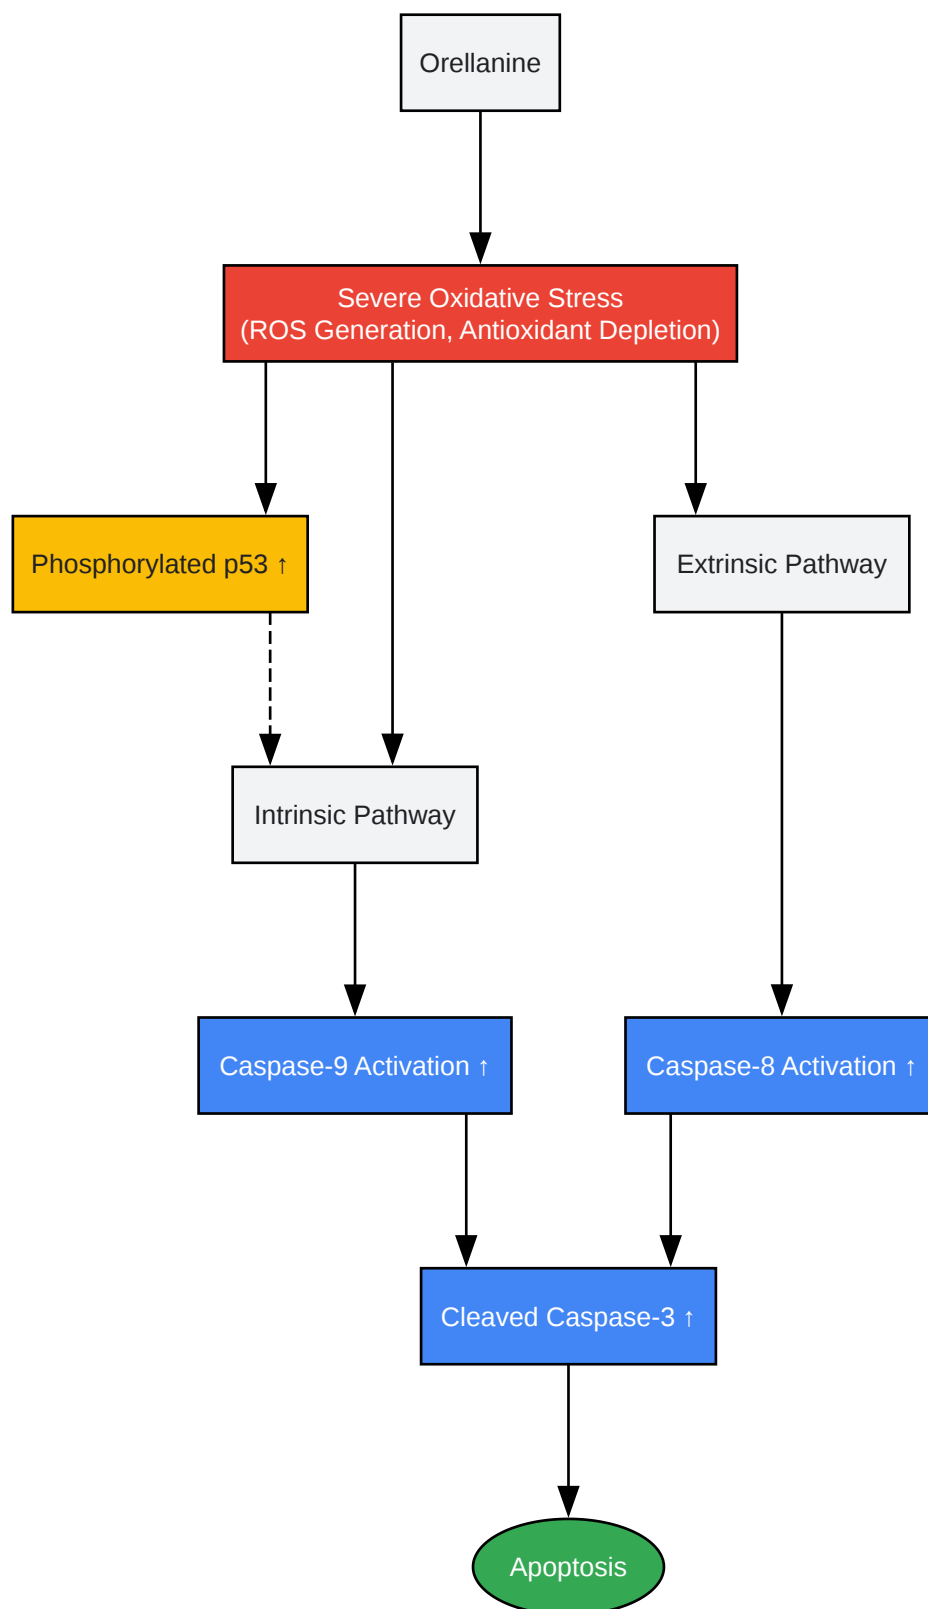 Orellanine
Severe Oxidative Stress
(ROS Generation, Antioxidant Depletion)
Phosphorylated p53 ↑
Extrinsic Pathway
Intrinsic Pathway
Caspase-9 Activation ↑
Caspase-8 Activation ↑
Cleaved Caspase-3 ↑
Apoptosis